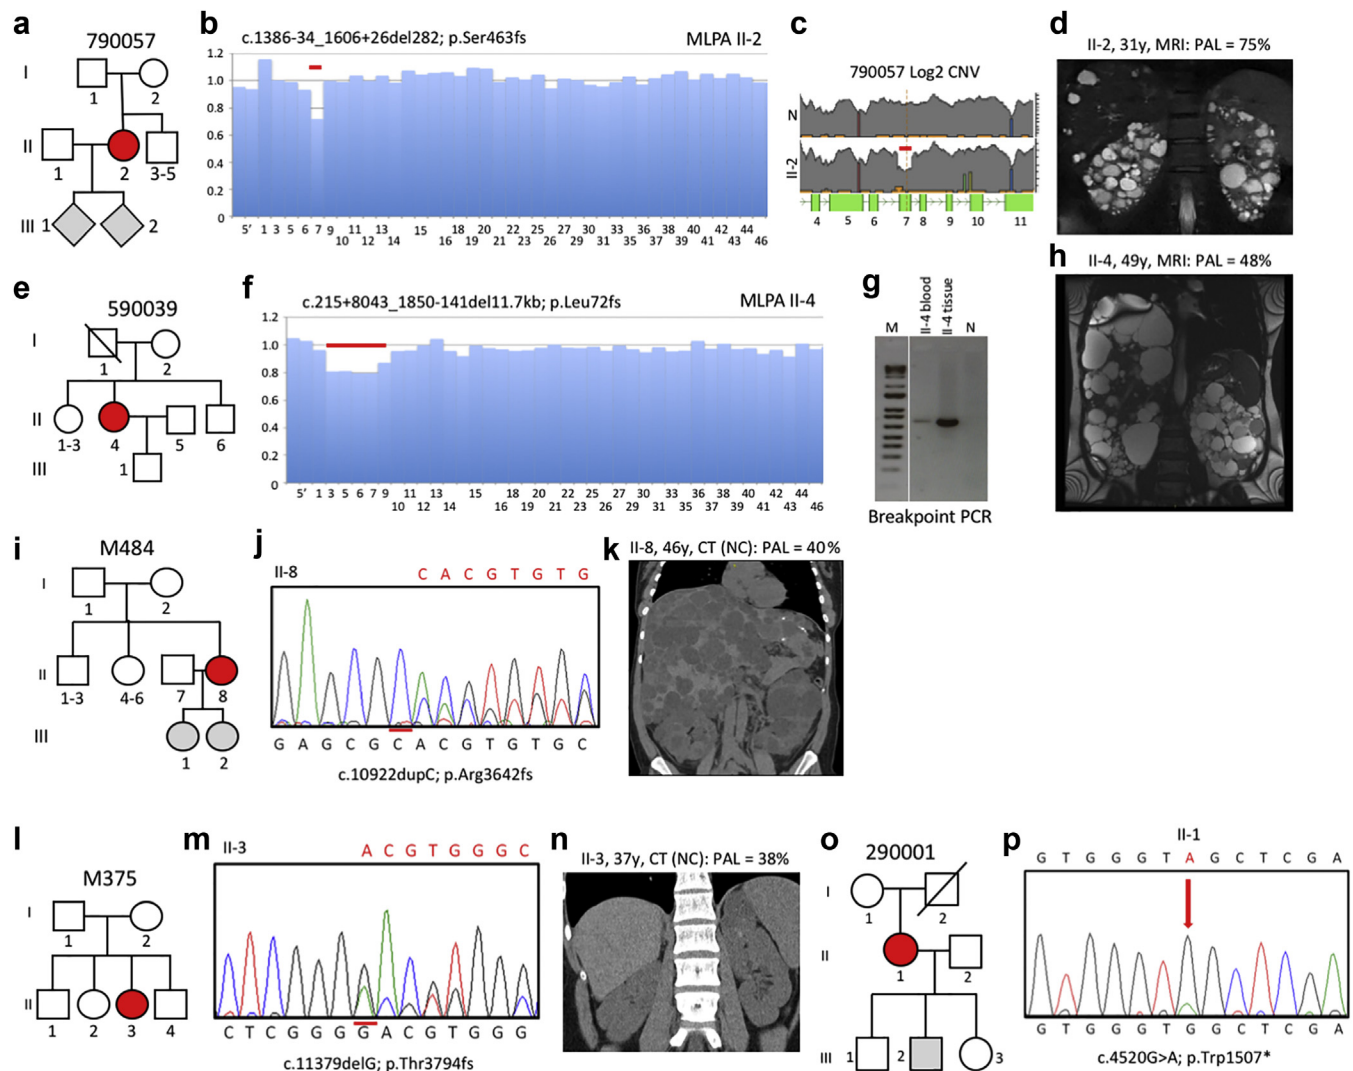 a
790057
I
1
2
II
1
2
3-5
III
1
2
b
c.1386-34_1606+26del282; p.Ser463fs
MLPA II-2
1.2
1.0
0.8
0.6
0.4
0.2
0
5' 1 3 5 6 7 9 11 13 15 18 20 22 25 26 29 30 33 35 38 40 41 43 45
10 12 14 16 19 21 23 27 28 31 34 37 39 42 44 46
c
790057 Log2 CNV
N
II-2
4 5 6 7 8 9 10 11
d
II-2, 31y, MRI: PAL = 75%
e
590039
I
1
2
II
1-3
4
5
6
III
1
f
c.215+8043_1850-141del11.7kb; p.Leu72fs
MLPA II-4
1.2
1.0
0.8
0.6
0.4
0.2
0
5' 1 3 5 6 7 9 11 13 15 18 20 22 25 26 29 30 33 35 38 40 42 44
10 14 16 19 21 23 27 28 31 34 37 39 41 43 46
g
M
II-4 blood
II-4 tissue
N
Breakpoint PCR
h
II-4, 49y, MRI: PAL = 48%
i
M484
I
1
2
II
1-3
4-6
7
8
III
1
2
j
II-8
C A C G T G T G
G A G C G C A C G T G T G C
c.10922dupC; p.Arg3642fs
k
II-8, 46y, CT (NC): PAL = 40%
l
M375
I
1
2
II
1
2
3
4
m
II-3
A C G T G G G C
C T C G G G G A C G T G G G
c.11379delG; p.Thr3794fs
n
II-3, 37y, CT (NC): PAL = 38%
o
290001
I
1
2
II
1
2
III
1
2
3
p
II-1
G T G G G T A G C T C G A
G T G G G T G G C T C G A
c.4520G>A; p.Trp1507*